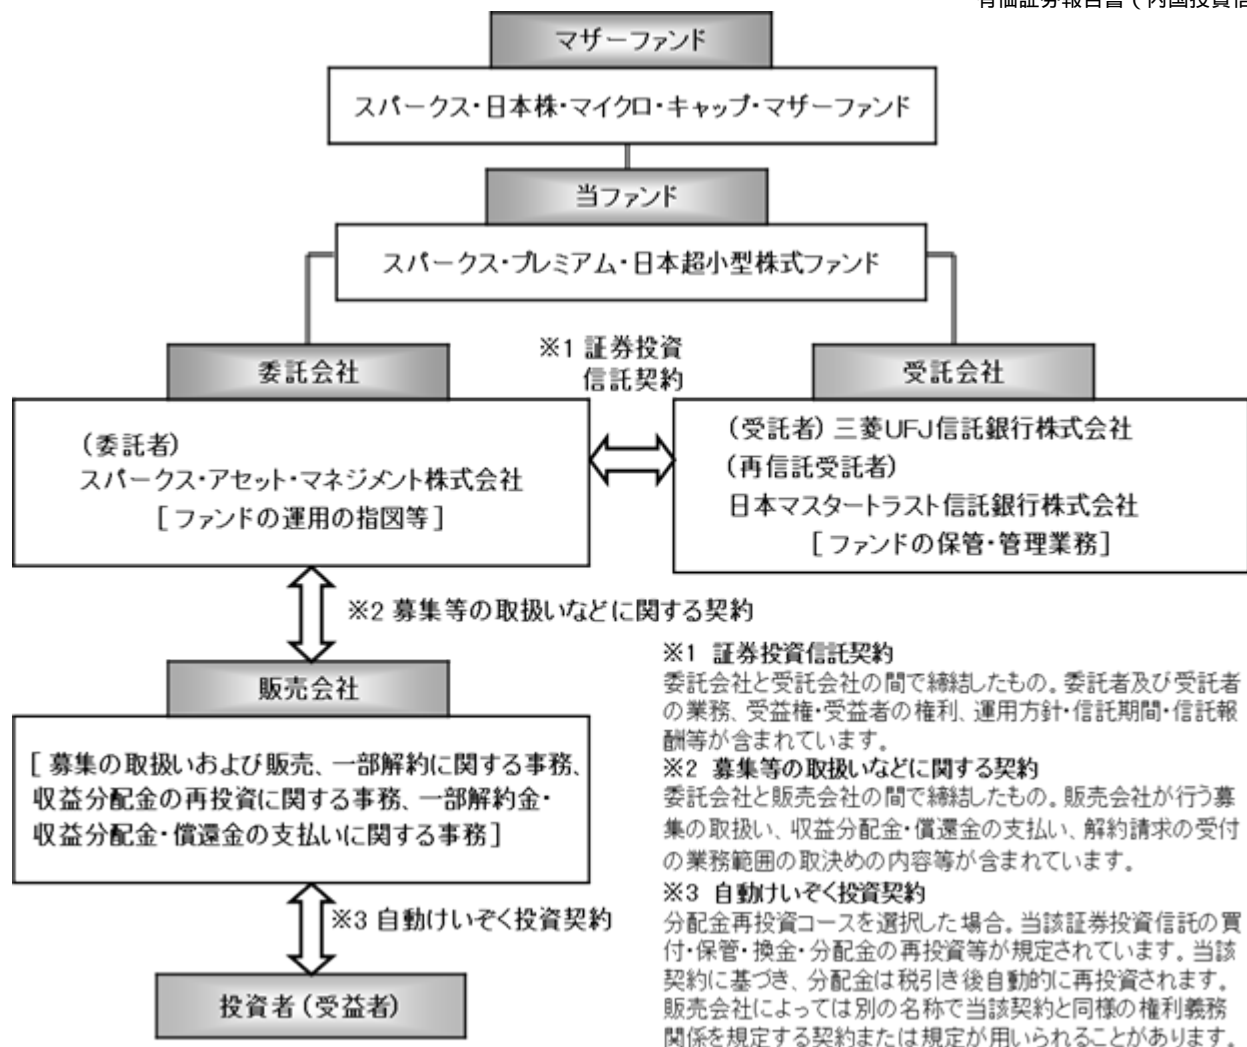 有価証券報告書(内国投資信
マザーファンド
スパークス・日本株・マイクロ・キャップ・マザーファンド
当ファンド
スパークス・プレミアム・日本超小型株式ファンド
※1 証券投資
信託契約
委託会社
(委託者)
スパークス・アセット・マネジメント株式会社
[ファンドの運用の指図等]
受託会社
(受託者)三菱UFJ信託銀行株式会社
(再信託受託者)
日本マスタートラスト信託銀行株式会社
[ファンドの保管・管理業務]
※2 募集等の取扱いなどに関する契約
販売会社
[募集の取扱いおよび販売、一部解約に関する事務、
収益分配金の再投資に関する事務、一部解約金・
収益分配金・償還金の支払いに関する事務]
※3 自動けいぞく投資契約
投資者(受益者)
※1 証券投資信託契約
委託会社と受託会社の間で締結したもの。委託者及び受託者
の業務、受益権・受益者の権利、運用方針・信託期間・信託報
酬等が含まれています。
※2 募集等の取扱いなどに関する契約
委託会社と販売会社の間で締結したもの。販売会社が行う募
集の取扱い、収益分配金・償還金の支払い、解約請求の受付
の業務範囲の取決めの内容等が含まれています。
※3 自動けいぞく投資契約
分配金再投資コースを選択した場合。当該証券投資信託の買
付・保管・換金・分配金の再投資等が規定されています。当該
契約に基づき、分配金は税引き後自動的に再投資されます。
販売会社によっては別の名称で当該契約と同様の権利義務
関係を規定する契約または規定が用いられることがあります。